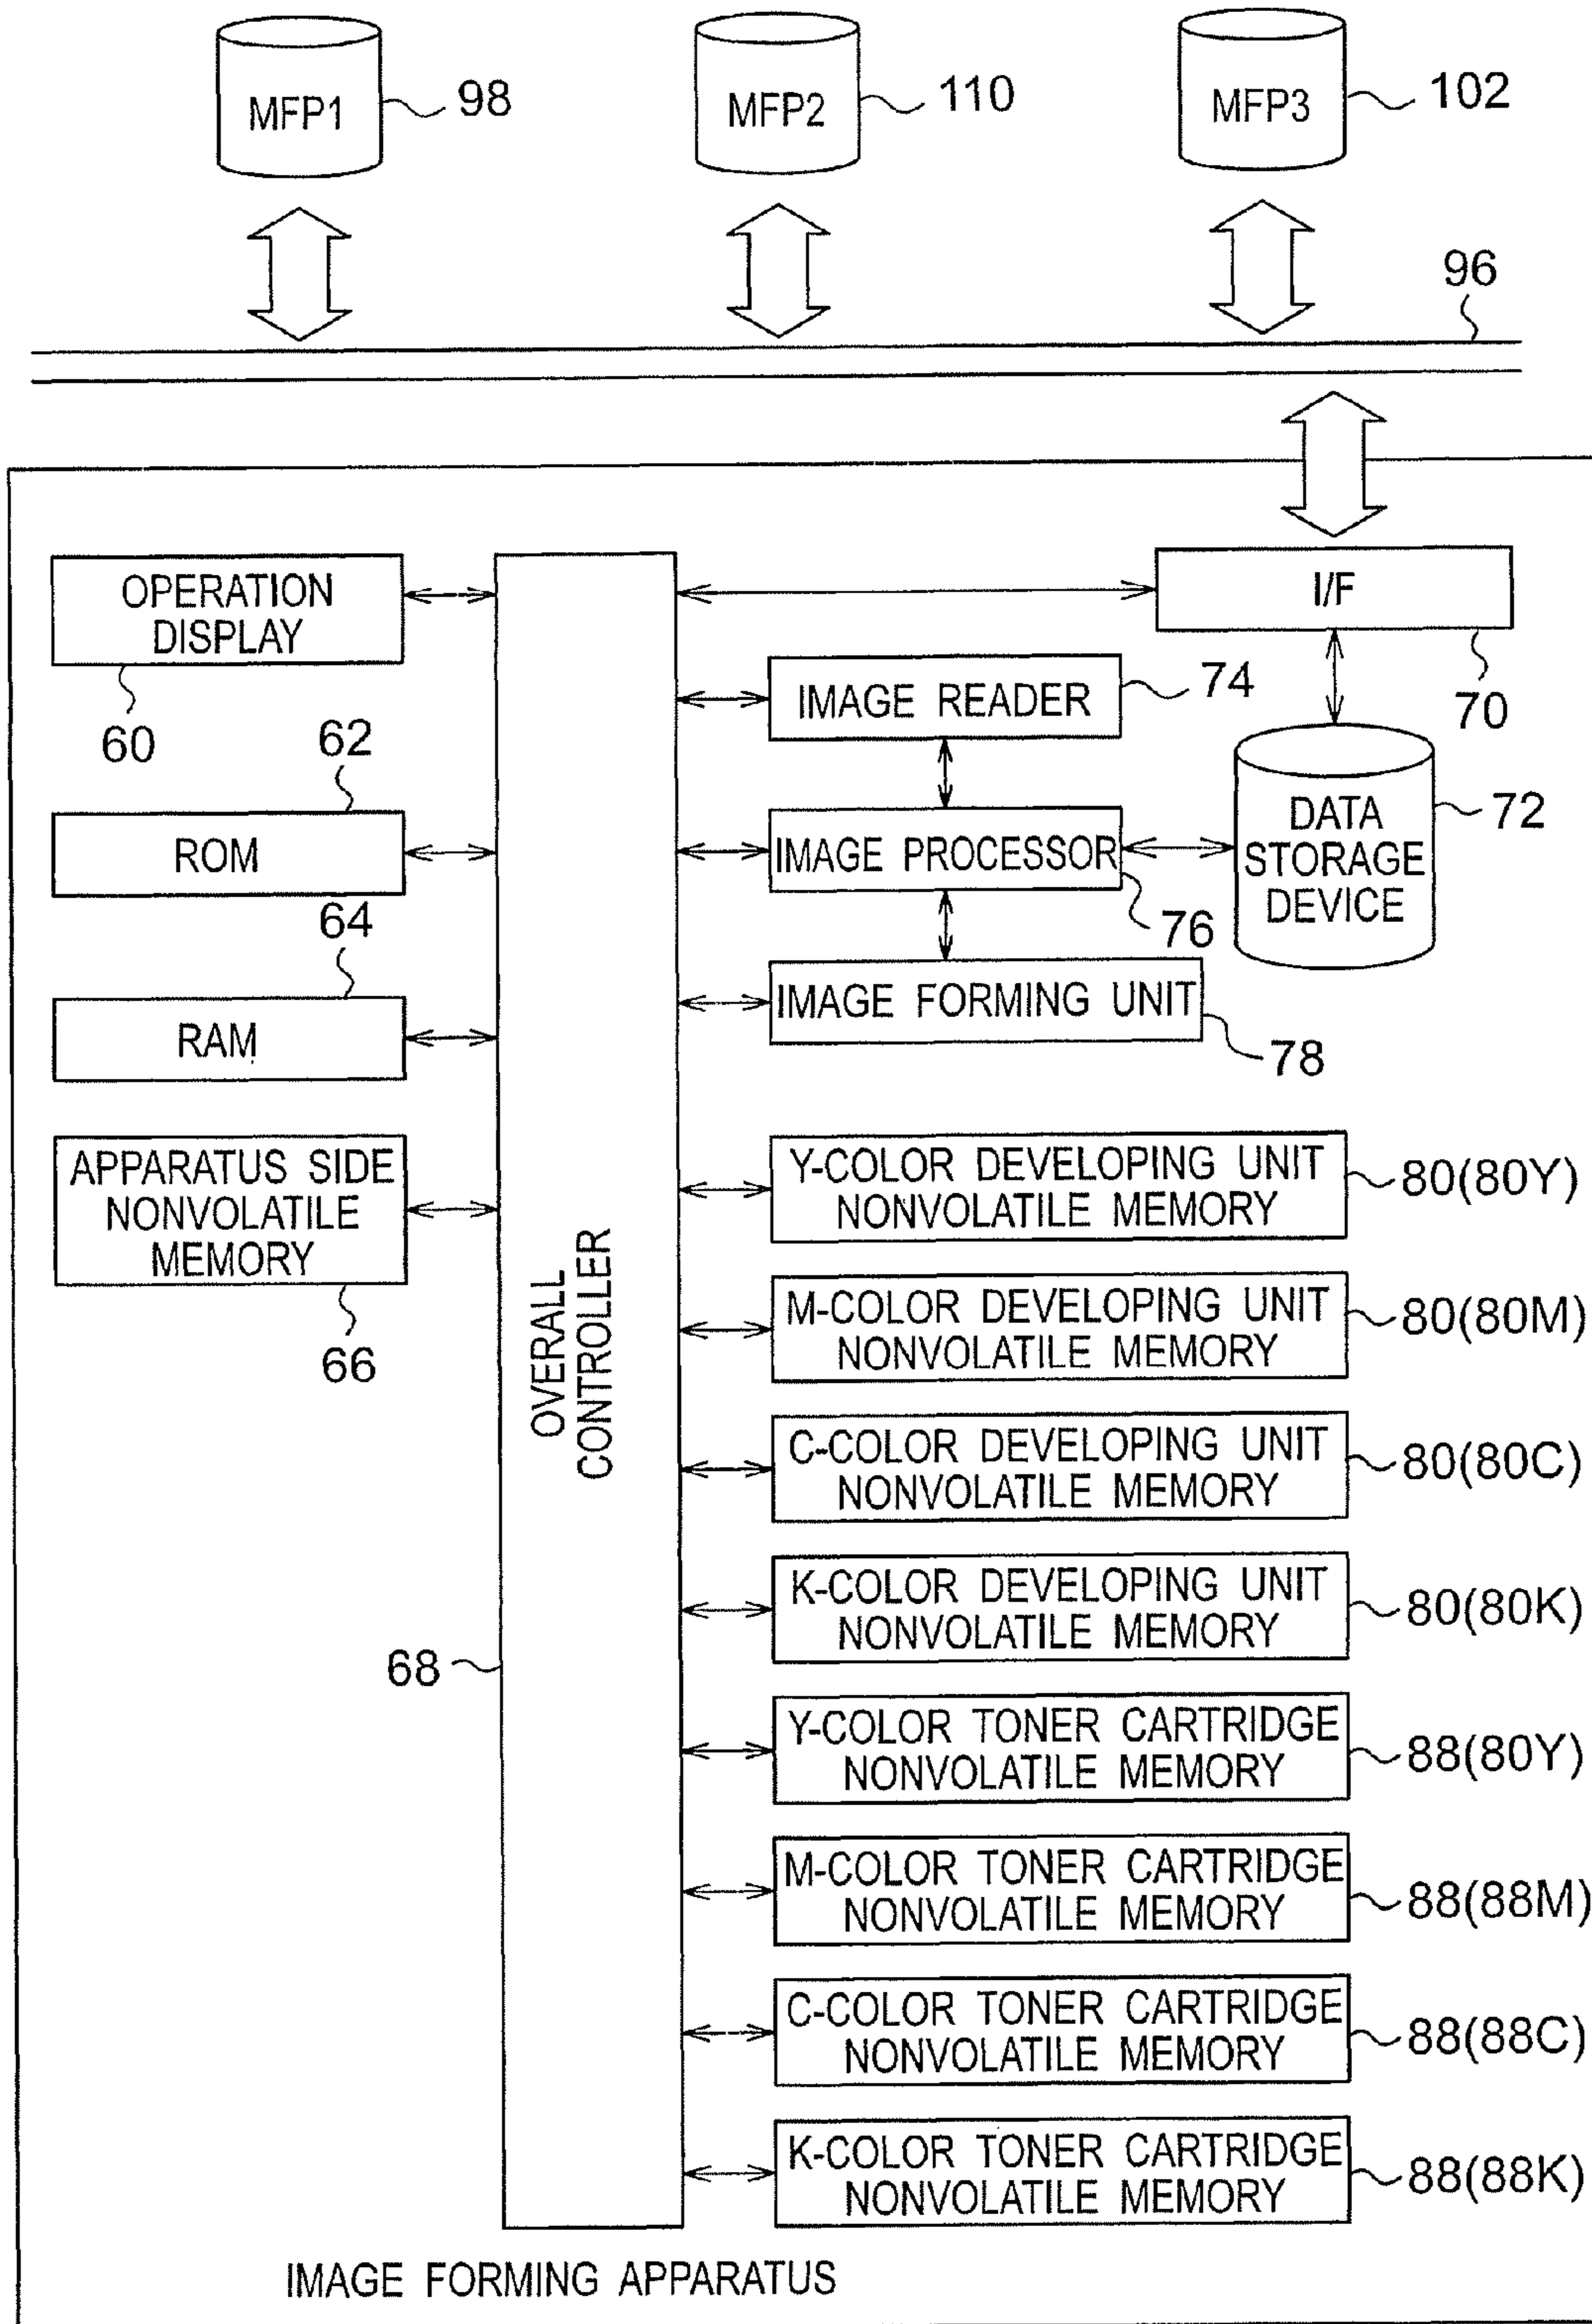 MFP1
98
MFP2
110
MFP3
102
96
OPERATION
DISPLAY
60
I/F
70
IMAGE READER
74
62
ROM
IMAGE PROCESSOR
76
DATA
STORAGE
DEVICE
72
64
RAM
IMAGE FORMING UNIT
78
APPARATUS SIDE
NONVOLATILE
MEMORY
66
OVERALL
CONTROLLER
68
Y-COLOR DEVELOPING UNIT
NONVOLATILE MEMORY
80(80Y)
M-COLOR DEVELOPING UNIT
NONVOLATILE MEMORY
80(80M)
C-COLOR DEVELOPING UNIT
NONVOLATILE MEMORY
80(80C)
K-COLOR DEVELOPING UNIT
NONVOLATILE MEMORY
80(80K)
Y-COLOR TONER CARTRIDGE
NONVOLATILE MEMORY
88(80Y)
M-COLOR TONER CARTRIDGE
NONVOLATILE MEMORY
88(88M)
C-COLOR TONER CARTRIDGE
NONVOLATILE MEMORY
88(88C)
K-COLOR TONER CARTRIDGE
NONVOLATILE MEMORY
88(88K)
IMAGE FORMING APPARATUS